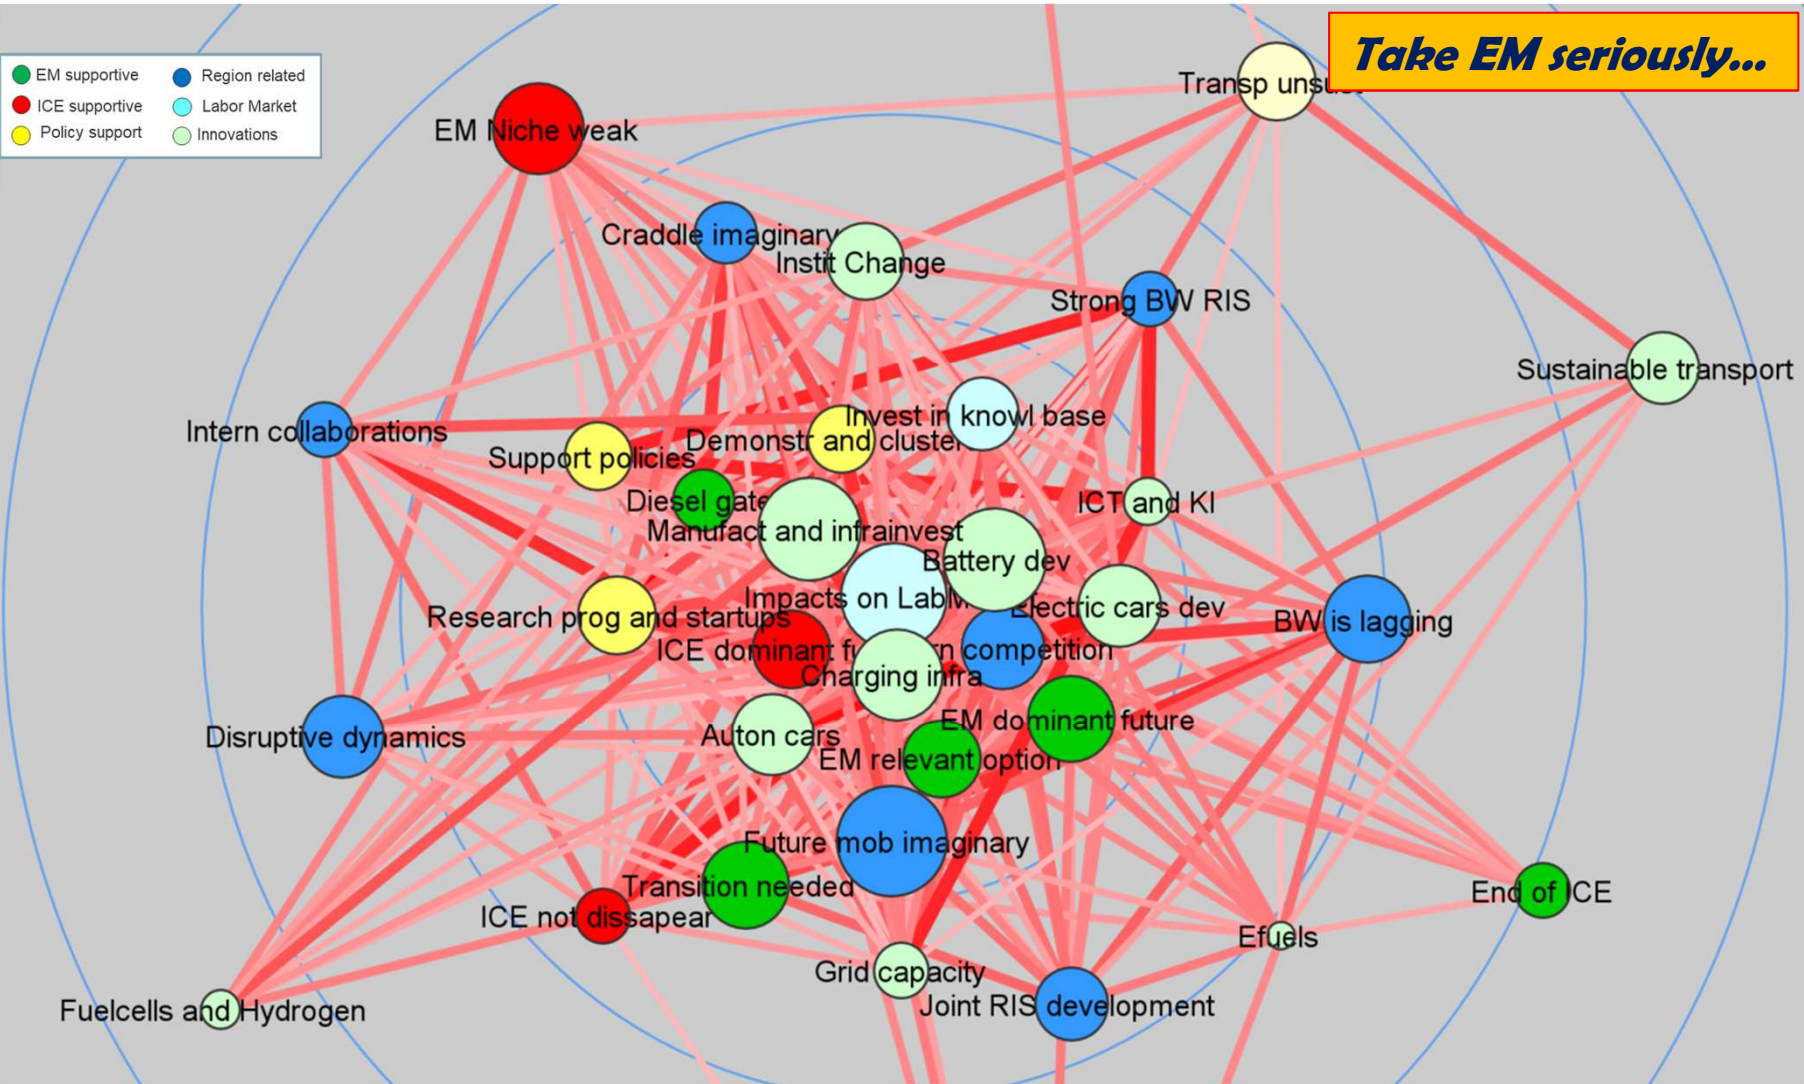 Take EM seriously...
EM supportive
Region related
ICE supportive
Labor Market
Policy support
Innovations
Transp
EM Niche weak
Craddle imaginary
Instit Change
Strong BW RIS
Sustainable transport
Invest in knowl base
Intern collaborations
Demonstr and cluster
Support policies
Diesel gate
ICT and KI
Manufact and infrainvest
Battery dev
Impacts on
Electric cars dev
Research prog and startups
BW is lagging
ICE dominant
competition
Charging infra
EM dominant future
Auton cars
Disruptive dynamics
EM relevant option
Future mob imaginary
Transition needed
End of ICE
ICE not dissapear
Efuels
Grid capacity
Joint RIS development
Fuelcells and Hydrogen